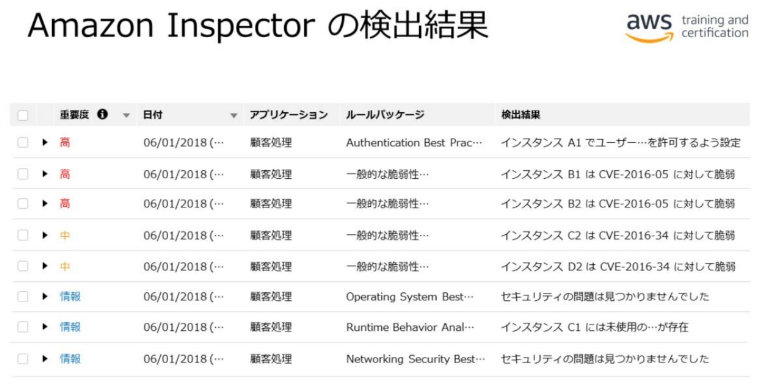 Amazon Inspector の検出結果
aws training and certification
重要度 日付 アプリケーション ルールパッケージ 検出結果
高 06/01/2018 (… 顧客処理 Authentication Best Prac… インスタンス A1 でユーザー…を許可するよう設定
高 06/01/2018 (… 顧客処理 一般的な脆弱性… インスタンス B1 は CVE-2016-05 に対して脆弱
高 06/01/2018 (… 顧客処理 一般的な脆弱性… インスタンス B2 は CVE-2016-05 に対して脆弱
中 06/01/2018 (… 顧客処理 一般的な脆弱性… インスタンス C2 は CVE-2016-34 に対して脆弱
中 06/01/2018 (… 顧客処理 一般的な脆弱性… インスタンス D2 は CVE-2016-34 に対して脆弱
情報 06/01/2018 (… 顧客処理 Operating System Best… セキュリティの問題は見つかりませんでした
情報 06/01/2018 (… 顧客処理 Runtime Behavior Anal… インスタンス C1 には未使用の…が存在
情報 06/01/2018 (… 顧客処理 Networking Security Best… セキュリティの問題は見つかりませんでした